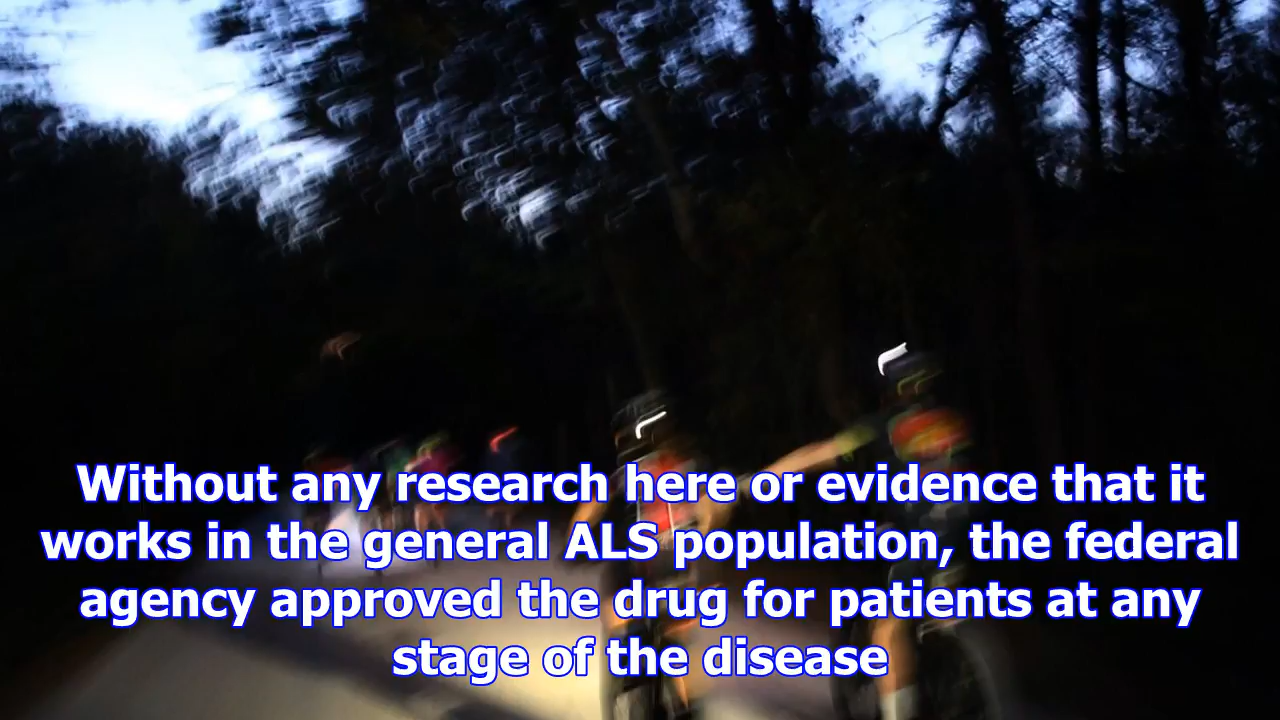 Without any research here or evidence that it
works in the general ALS population, the federal
agency approved the drug for patients at any
stage of the disease